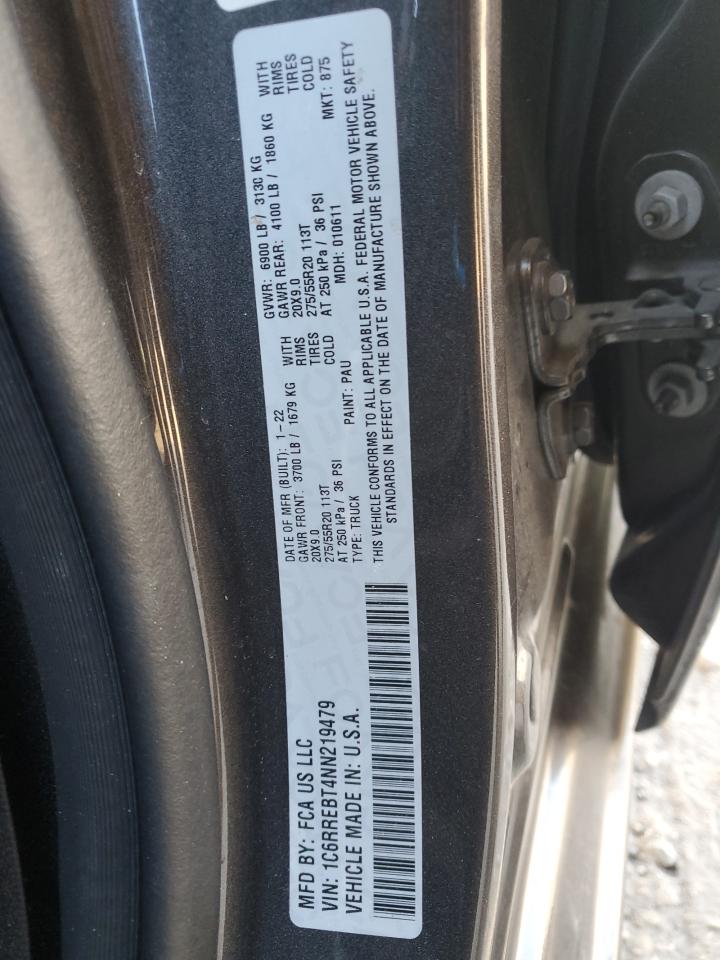 MFD BY: FCA US LLC
VIN: 1C6RREBT4NN219479
VEHICLE MADE IN: U.S.A.
DATE OF MFR (BUILT): 1-22
GAWR FRONT: 3700 LB / 1679 KG WITH
20X9.0 RIMS
275/55R20 113T TIRES
AT 250 kPa / 36 PSI COLD
TYPE: TRUCK PAINT: PAU
GVWR: 6900 LB / 3130 KG
GAWR REAR: 4100 LB / 1860 KG WITH
20X9.0 RIMS
275/55R20 113T TIRES
AT 250 kPa / 36 PSI COLD
MDH: 010611 MKT: 875
THIS VEHICLE CONFORMS TO ALL APPLICABLE U.S.A. FEDERAL MOTOR VEHICLE SAFETY
STANDARDS IN EFFECT ON THE DATE OF MANUFACTURE SHOWN ABOVE.